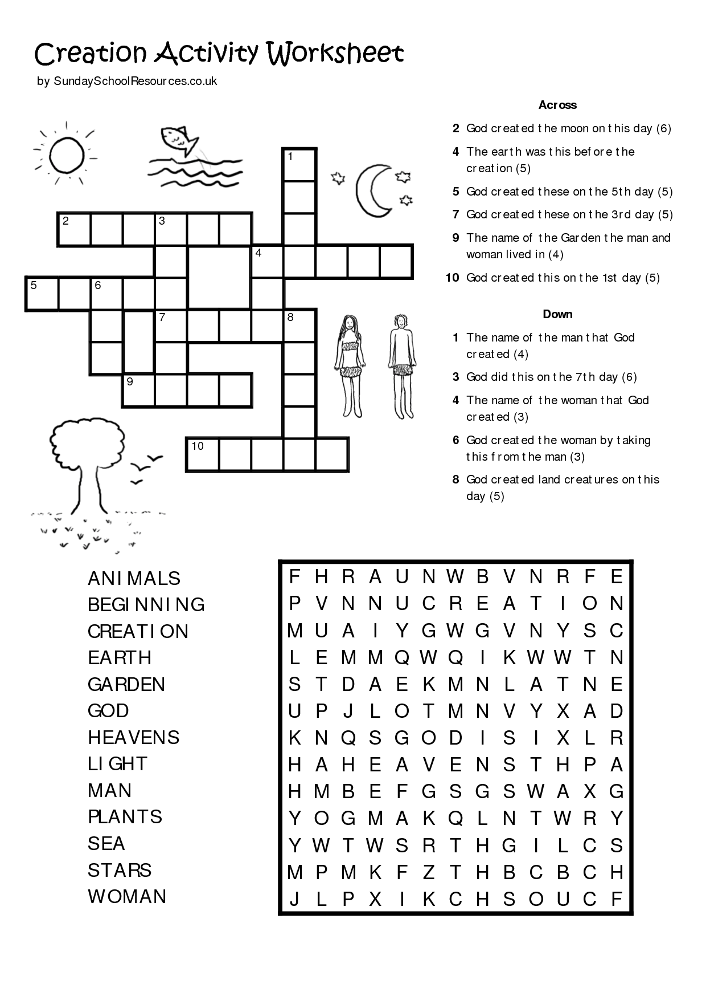 Creation Activity Worksheet
by SundaySchoolResources.co.uk
Across
2 God created the moon on this day (6)
4 The earth was this before the
creation (5)
5 God created these on the 5th day (5)
7 God created these on the 3rd day (5)
9 The name of the Garden the man and
woman lived in (4)
10 God created this on the 1st day (5)
Down
1 The name of the man that God
created (4)
3 God did this on the 7th day (6)
4 The name of the woman that God
created (3)
6 God created the woman by taking
this from the man (3)
8 God created land creatures on this
day (5)
1
2 3
4
5 6
7 8
9
10
ANIMALS
BEGINNING
CREATION
EARTH
GARDEN
GOD
HEAVENS
LIGHT
MAN
PLANTS
SEA
STARS
WOMAN
F H R A U N W B V N R F E
P V N N U C R E A T I O N
M U A I Y G W G V N Y S C
L E M M Q W Q I K W W T N
S T D A E K M N L A T N E
U P J L O T M N V Y X A D
K N Q S G O D I S I X L R
H A H E A V E N S T H P A
H M B E F G S G S W A X G
Y O G M A K Q L N T W R Y
Y W T W S R T H G I L C S
M P M K F Z T H B C B C H
J L P X I K C H S O U C F